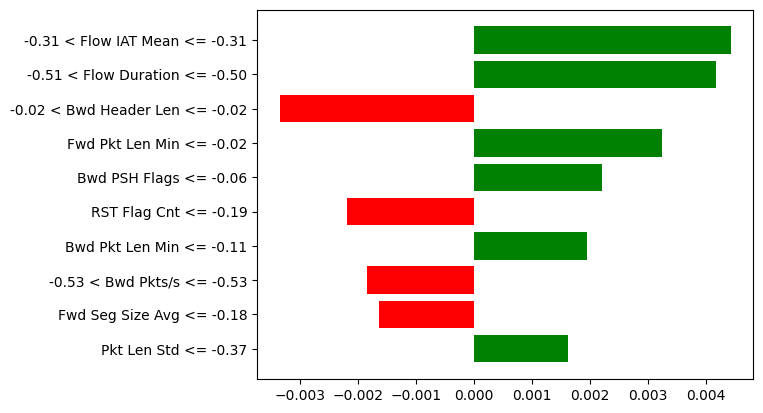 -0.31 < Flow IAT Mean <= -0.31
-0.51 < Flow Duration <= -0.50
-0.02 < Bwd Header Len <= -0.02
Fwd Pkt Len Min <= -0.02
Bwd PSH Flags <= -0.06
RST Flag Cnt <= -0.19
Bwd Pkt Len Min <= -0.11
-0.53 < Bwd Pkts/s <= -0.53
Fwd Seg Size Avg <= -0.18
Pkt Len Std <= -0.37
−0.003 −0.002 −0.001 0.000 0.001 0.002 0.003 0.004